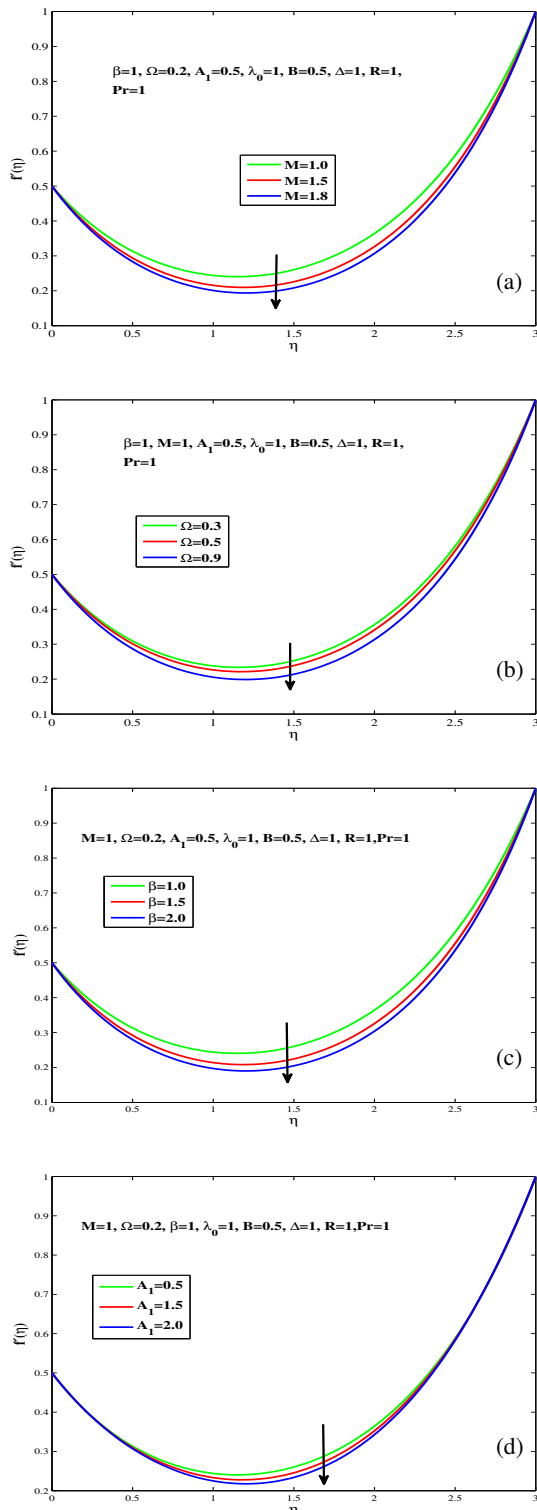 1
0.9
0.8
0.7
0.6
0.5
0.4
0.3
0.2
0.1
f'(η)
β=1, Ω=0.2, A₁=0.5, λ₀=1, B=0.5, Δ=1, R=1,
Pr=1
M=1.0
M=1.5
M=1.8
(a)
0 0.5 1 1.5 2 2.5 3
η
1
0.9
0.8
0.7
0.6
0.5
0.4
0.3
0.2
0.1
f'(η)
β=1, M=1, A₁=0.5, λ₀=1, B=0.5, Δ=1, R=1,
Pr=1
Ω=0.3
Ω=0.5
Ω=0.9
(b)
0 0.5 1 1.5 2 2.5 3
η
1
0.9
0.8
0.7
0.6
0.5
0.4
0.3
0.2
0.1
f'(η)
M=1, Ω=0.2, A₁=0.5, λ₀=1, B=0.5, Δ=1, R=1,Pr=1
β=1.0
β=1.5
β=2.0
(c)
0 0.5 1 1.5 2 2.5 3
η
1
0.9
0.8
0.7
0.6
0.5
0.4
0.3
0.2
f'(η)
M=1, Ω=0.2, β=1, λ₀=1, B=0.5, Δ=1, R=1,Pr=1
A₁=0.5
A₁=1.5
A₁=2.0
(d)
0 0.5 1 1.5 2 2.5 3